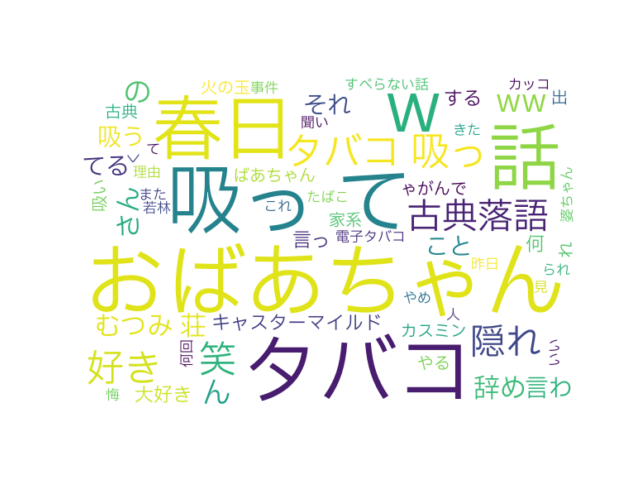 火の玉事件
すべらない話
カッコ
の
古典
春日
それ
W
する
ww
出
聞い
吸う
タバコ 吸っ
きた
話
て
てる
理由
ばあちゃん
ゃがんで
婆ちゃん
吸い
また
吸って
たばこ
若林
さん
これ
家系
古典落語
言っ
電子タバコ
こと
何
れ
おばあちゃん
昨日
られ
見
やめ
むつみ 荘
キャスターマイルド
人
カスミン
隠れ
何回
笑
好き
タバコ
やる
いい
ん
悔
大好き
辞め言わ